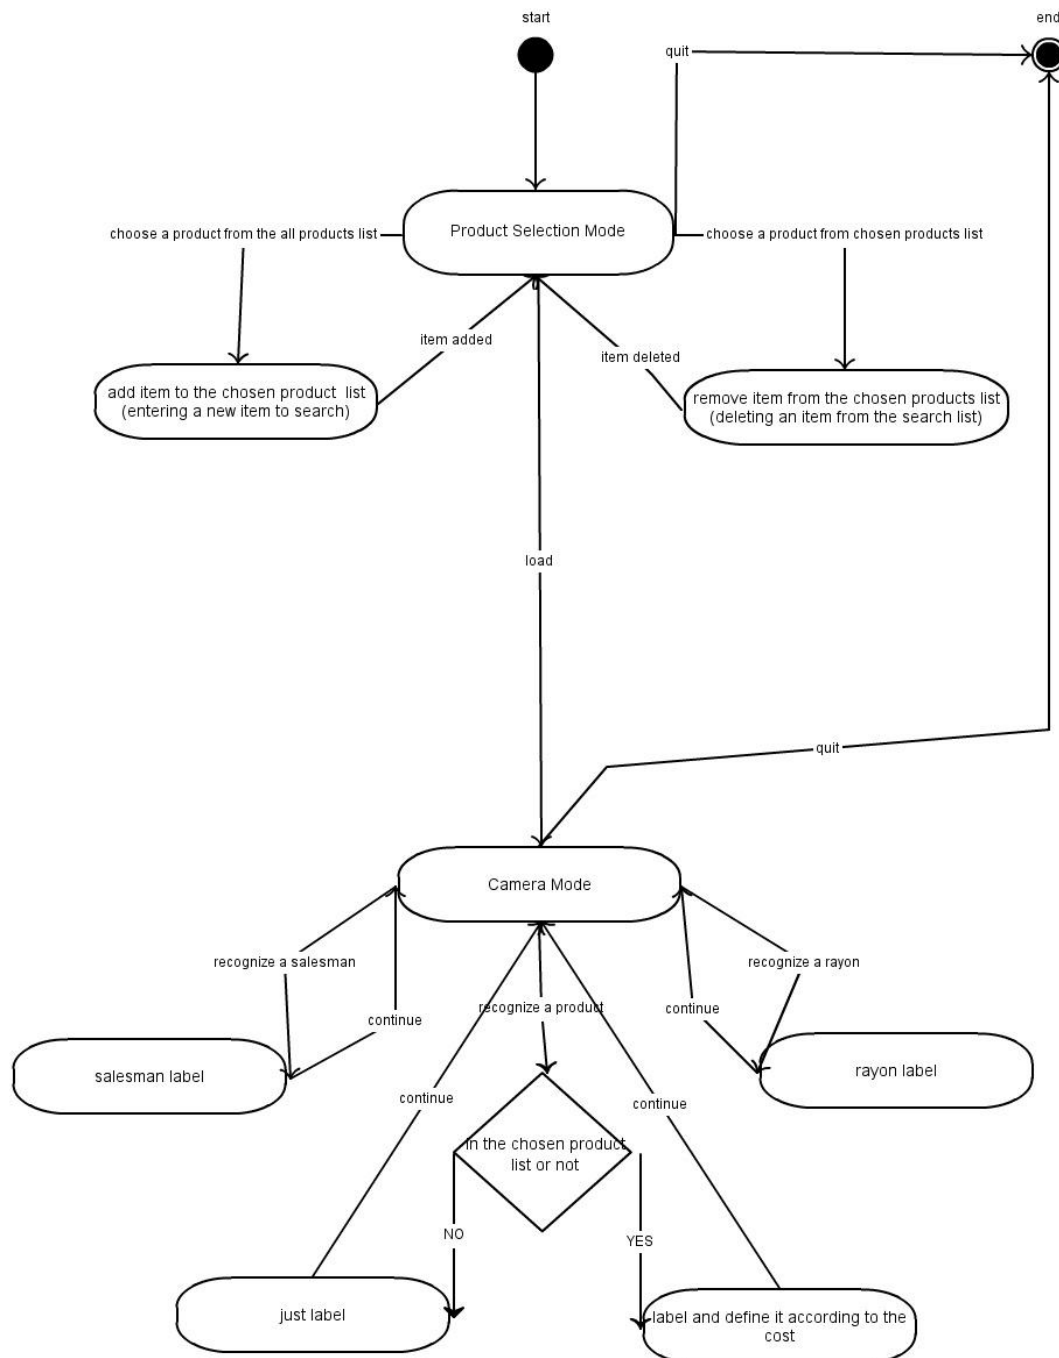 start
end
quit
Product Selection Mode
choose a product from the all products list
choose a product from chosen products list
item added
item deleted
add item to the chosen product list
(entering a new item to search)
remove item from the chosen products list
(deleting an item from the search list)
load
quit
Camera Mode
recognize a salesman
recognize a rayon
continue
recognize a product
continue
salesman label
rayon label
continue
continue
in the chosen product
list or not
NO
YES
just label
label and define it according to the
cost